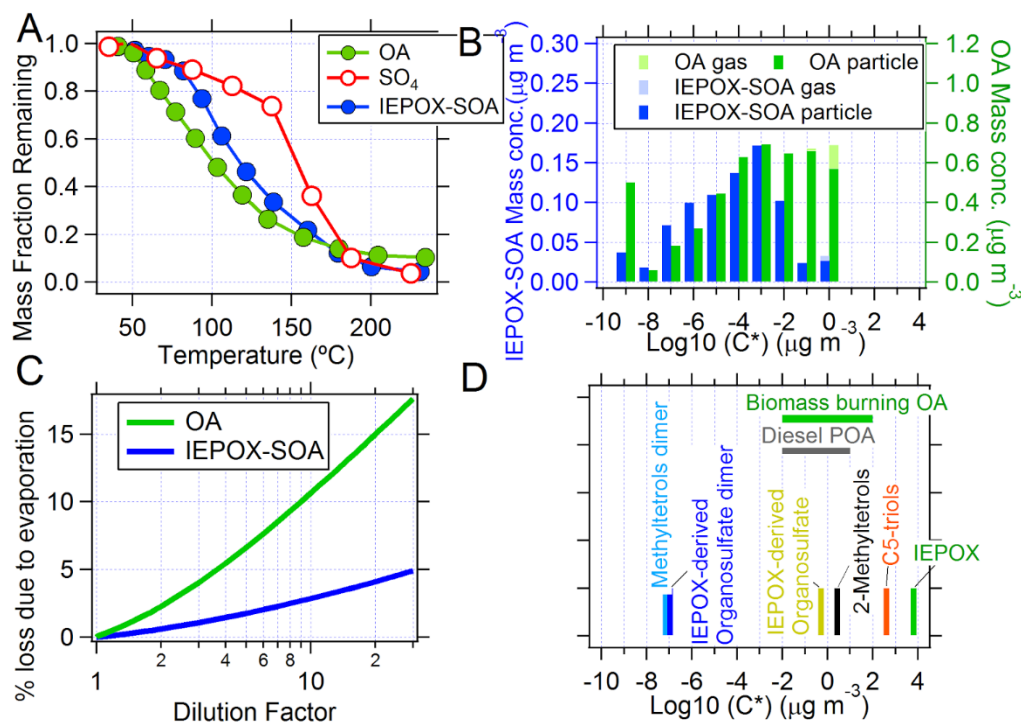 A
Mass Fraction Remaining
1.0
0.8
0.6
0.4
0.2
0.0
50
100
150
200
Temperature (ºC)
OA
SO4
IEPOX-SOA
B
IEPOX-SOA Mass conc.(µg m-3)
0.30
0.25
0.20
0.15
0.10
0.05
0.00
OA gas
OA particle
IEPOX-SOA gas
IEPOX-SOA particle
1.2
1.0
0.8
0.6
0.4
0.2
0.0
OA Mass conc. (µg m-3)
-10
-8
-6
-4
-2
0
2
4
Log10 (C*) (µg m-3)
C
% loss due to evaporation
15
10
5
0
OA
IEPOX-SOA
1
2
4
6
8
10
2
Dilution Factor
D
Biomass burning OA
Diesel POA
Methyltetrols dimer
IEPOX-derived
Organosulfate dimer
IEPOX-derived
Organosulfate
2-Methyltetrols
C5-triols
IEPOX
-10
-8
-6
-4
-2
0
2
4
Log10 (C*) (µg m-3)